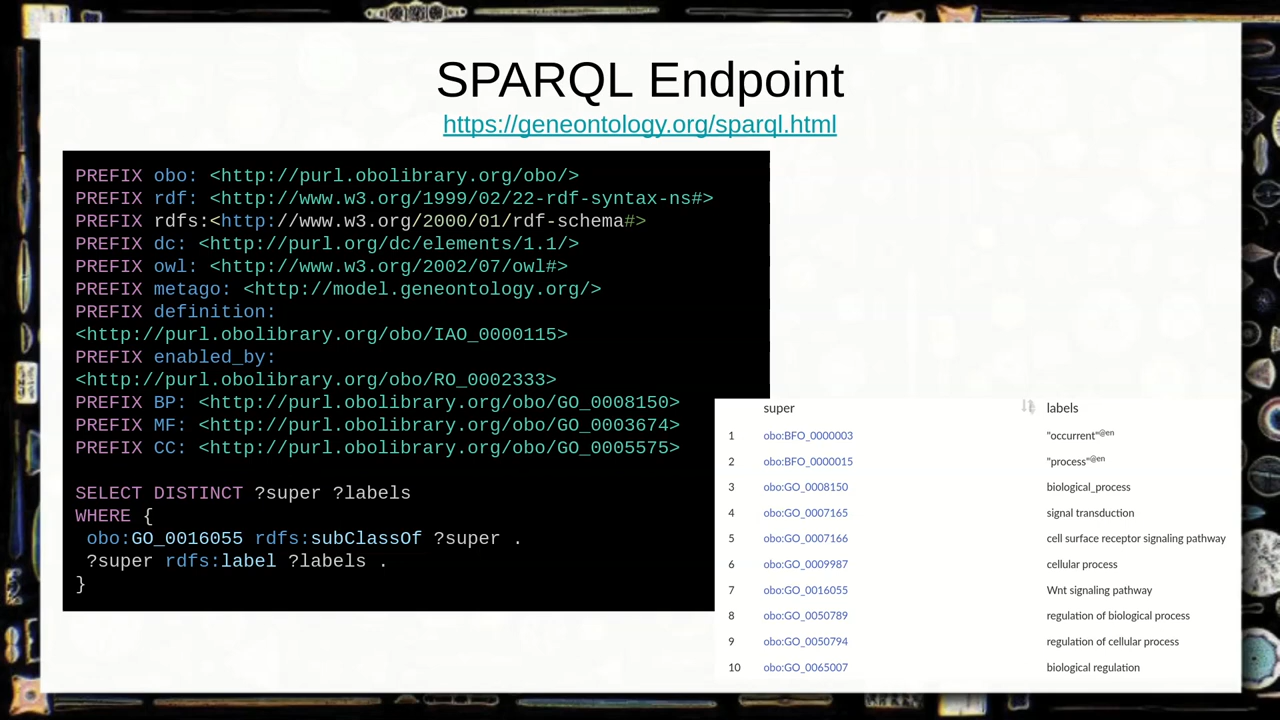 SPARQL Endpoint
https://geneontology.org/sparql.html
PREFIX obo: <http://purl.obolibrary.org/obo/>
PREFIX rdf: <http://www.w3.org/1999/02/22-rdf-syntax-ns#>
PREFIX rdfs:<http://www.w3.org/2000/01/rdf-schema#>
PREFIX dc: <http://purl.org/dc/elements/1.1/>
PREFIX owl: <http://www.w3.org/2002/07/owl#>
PREFIX metago: <http://model.geneontology.org/>
PREFIX definition:
<http://purl.obolibrary.org/obo/IAO_0000115>
PREFIX enabled_by:
<http://purl.obolibrary.org/obo/RO_0002333>
PREFIX BP: <http://purl.obolibrary.org/obo/GO_0008150>
PREFIX MF: <http://purl.obolibrary.org/obo/GO_0003674>
PREFIX CC: <http://purl.obolibrary.org/obo/GO_0005575>
SELECT DISTINCT ?super ?labels
WHERE {
obo:GO_0016055 rdfs:subClassOf ?super .
?super rdfs:label ?labels .
}
super labels
1 obo:BFO_0000003 "occurrent"@en
2 obo:BFO_0000015 "process"@en
3 obo:GO_0008150 biological_process
4 obo:GO_0007165 signal transduction
5 obo:GO_0007166 cell surface receptor signaling pathway
6 obo:GO_0009987 cellular process
7 obo:GO_0016055 Wnt signaling pathway
8 obo:GO_0050789 regulation of biological process
9 obo:GO_0050794 regulation of cellular process
10 obo:GO_0065007 biological regulation